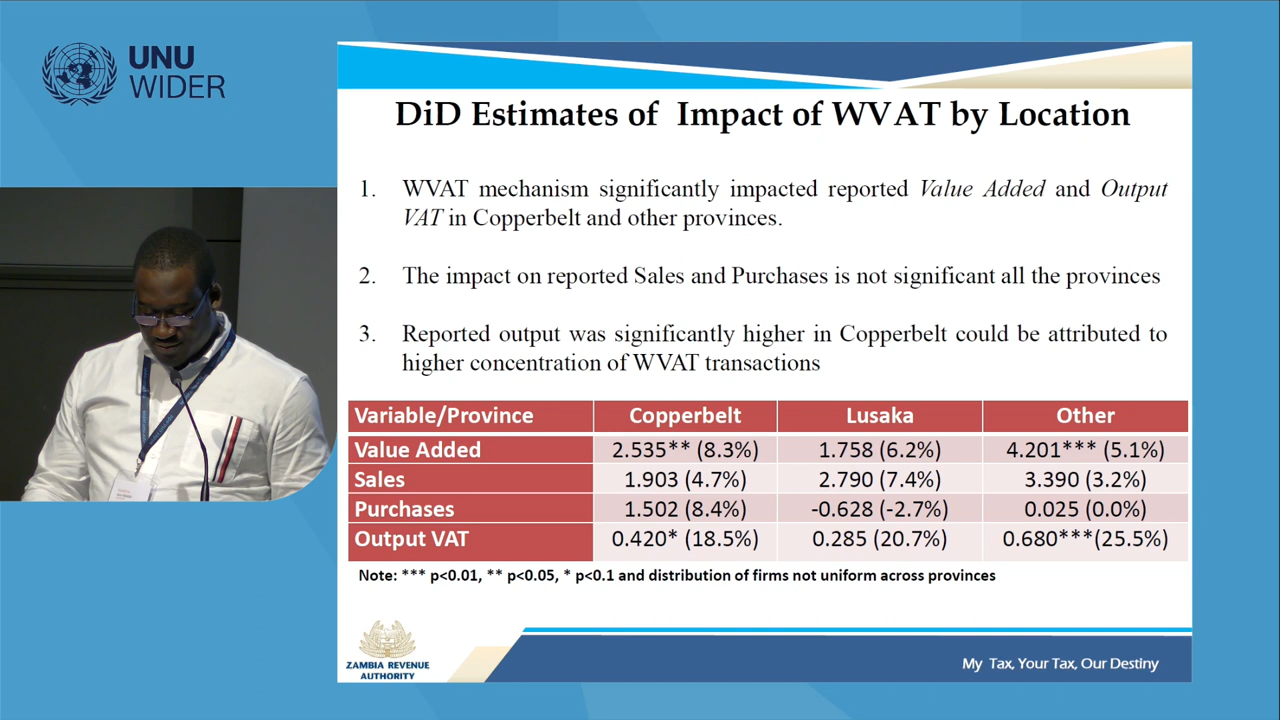 UNU
WIDER
DiD Estimates of Impact of WVAT by Location
1. WVAT mechanism significantly impacted reported Value Added and Output
VAT in Copperbelt and other provinces.
2. The impact on reported Sales and Purchases is not significant all the provinces
3. Reported output was significantly higher in Copperbelt could be attributed to
higher concentration of WVAT transactions
Variable/Province Copperbelt Lusaka Other
Value Added 2.535** (8.3%) 1.758 (6.2%) 4.201*** (5.1%)
Sales 1.903 (4.7%) 2.790 (7.4%) 3.390 (3.2%)
Purchases 1.502 (8.4%) -0.628 (-2.7%) 0.025 (0.0%)
Output VAT 0.420* (18.5%) 0.285 (20.7%) 0.680***(25.5%)
Note: *** p<0.01, ** p<0.05, * p<0.1 and distribution of firms not uniform across provinces
ZAMBIA REVENUE
AUTHORITY
My Tax, Your Tax, Our Destiny